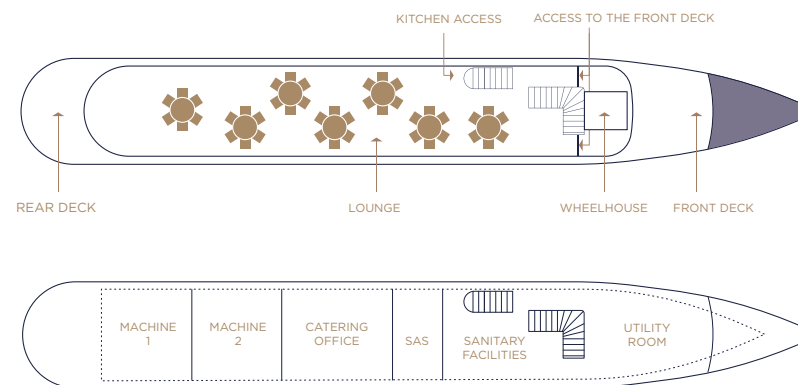 KITCHEN ACCESS
ACCESS TO THE FRONT DECK
REAR DECK
LOUNGE
WHEELHOUSE
FRONT DECK
MACHINE
1
MACHINE
2
CATERING
OFFICE
SAS
SANITARY
FACILITIES
UTILITY
ROOM